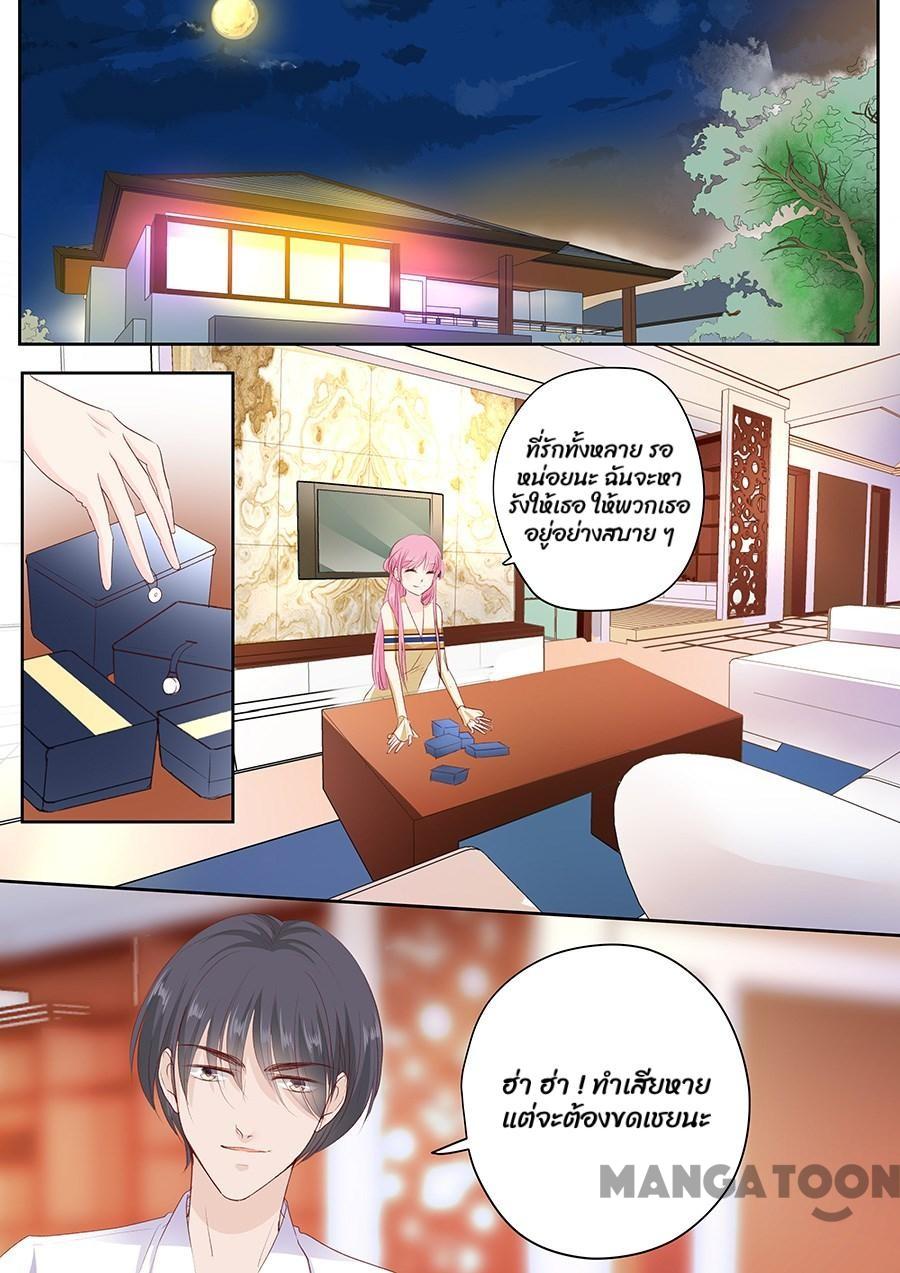 ที่รักทั้งหลาย รอ
หน่อยนะ ฉันจะหา
รังให้เธอ ให้พวกเธอ
อยู่อย่างสบาย ๆ
ฮ่า ฮ่า ! ทำเสียหาย
แต่จะต้องชดเชยนะ
MANGATOON